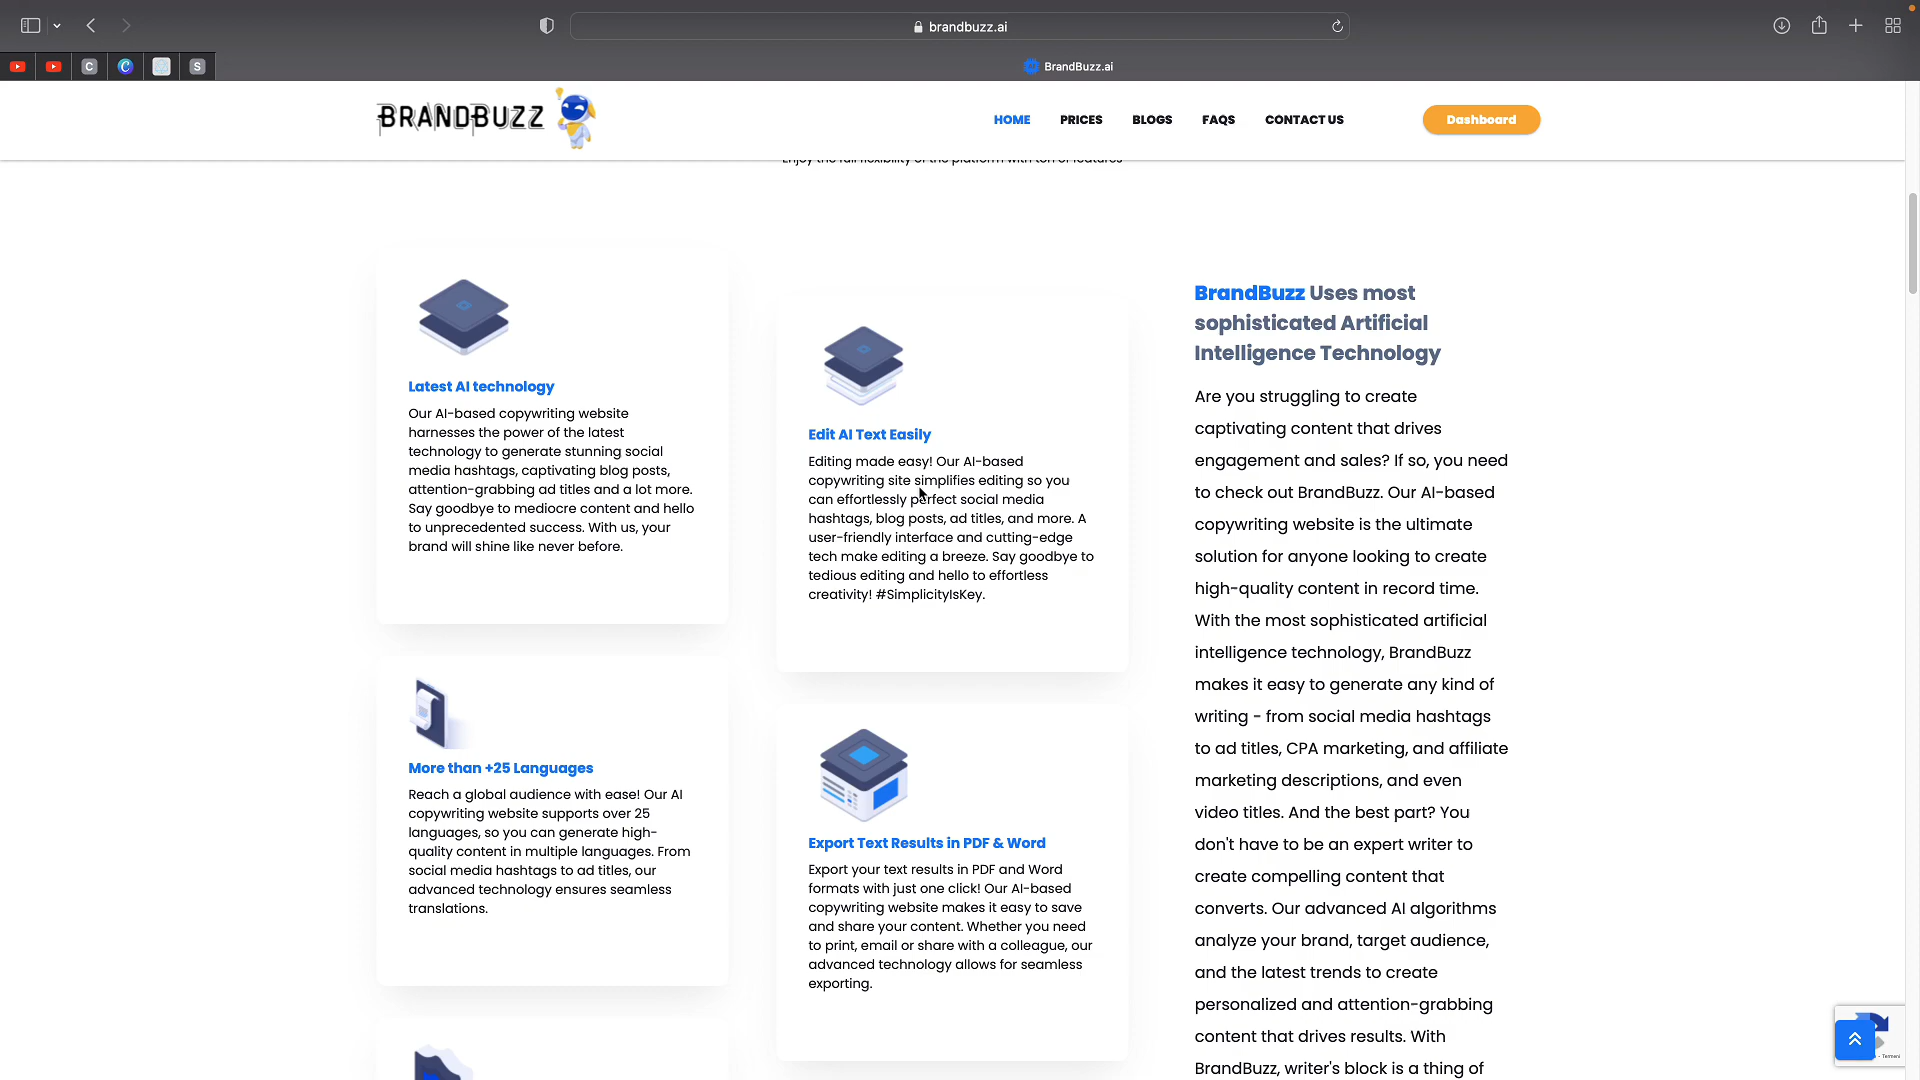 brandbuzz.ai
C
C
S
BrandBuzz.ai
BRANDBUZZ
HOME
PRICES
BLOGS
FAQS
CONTACT US
Dashboard
Enjoy the full flexibility of the platform with ton of features
Latest AI technology
Our AI-based copywriting website
harnesses the power of the latest
technology to generate stunning social
media hashtags, captivating blog posts,
attention-grabbing ad titles and a lot more.
Say goodbye to mediocre content and hello
to unprecedented success. With us, your
brand will shine like never before.
More than +25 Languages
Reach a global audience with ease! Our AI
copywriting website supports over 25
languages, so you can generate high-
quality content in multiple languages. From
social media hashtags to ad titles, our
advanced technology ensures seamless
translations.
Edit AI Text Easily
Editing made easy! Our AI-based
copywriting site simplifies editing so you
can effortlessly perfect social media
hashtags, blog posts, ad titles, and more. A
user-friendly interface and cutting-edge
tech make editing a breeze. Say goodbye to
tedious editing and hello to effortless
creativity! #SimplicityIsKey.
Export Text Results in PDF & Word
Export your text results in PDF and Word
formats with just one click! Our AI-based
copywriting website makes it easy to save
and share your content. Whether you need
to print, email or share with a colleague, our
advanced technology allows for seamless
exporting.
BrandBuzz Uses most
sophisticated Artificial
Intelligence Technology
Are you struggling to create
captivating content that drives
engagement and sales? If so, you need
to check out BrandBuzz. Our AI-based
copywriting website is the ultimate
solution for anyone looking to create
high-quality content in record time.
With the most sophisticated artificial
intelligence technology, BrandBuzz
makes it easy to generate any kind of
writing - from social media hashtags
to ad titles, CPA marketing, and affiliate
marketing descriptions, and even
video titles. And the best part? You
don't have to be an expert writer to
create compelling content that
converts. Our advanced AI algorithms
analyze your brand, target audience,
and the latest trends to create
personalized and attention-grabbing
content that drives results. With
BrandBuzz, writer's block is a thing of
- Termeni